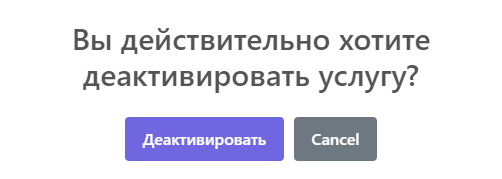 Вы действительно хотите
деактивировать услугу?
Деактивировать
Cancel